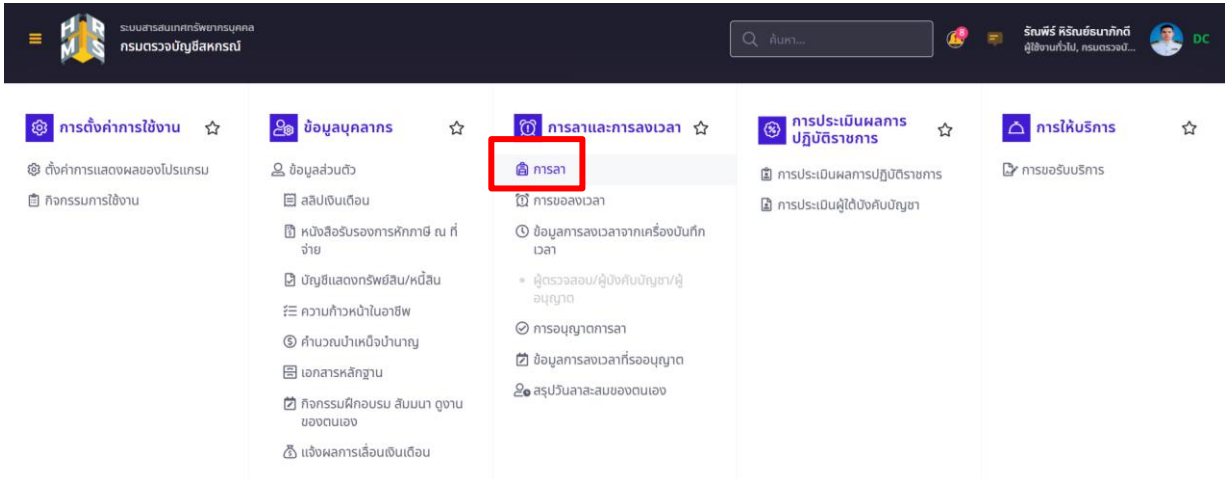 HR
MS
ระบบสารสนเทศทรัพยากรบุคคล
กรมตรวจบัญชีสหกรณ์
ค้นหา...
8
รัณพีร์ หิรัณย์ธนาภักดี
ผู้ใช้งานทั่วไป, กรมตรวจบั...
DC
การตั้งค่าการใช้งาน
ตั้งค่าการแสดงผลของโปรแกรม
กิจกรรมการใช้งาน
ข้อมูลบุคลากร
ข้อมูลส่วนตัว
สลิปเงินเดือน
หนังสือรับรองการหักภาษี ณ ที่
จ่าย
บัญชีแสดงทรัพย์สิน/หนี้สิน
ความก้าวหน้าในอาชีพ
คำนวณบำเหน็จบำนาญ
เอกสารหลักฐาน
กิจกรรมฝึกอบรม สัมมนา ดูงาน
ของตนเอง
แจ้งผลการเลื่อนเงินเดือน
การลาและการลงเวลา
การลา
การขอลงเวลา
ข้อมูลการลงเวลาจากเครื่องบันทึก
เวลา
ผู้ตรวจสอบ/ผู้บังคับบัญชา/ผู้
อนุญาต
การอนุญาตการลา
ข้อมูลการลงเวลาที่รออนุญาต
สรุปวันลาสะสมของตนเอง
การประเมินผลการ
ปฏิบัติราชการ
การประเมินผลการปฏิบัติราชการ
การประเมินผู้ใต้บังคับบัญชา
การให้บริการ
การขอรับบริการ